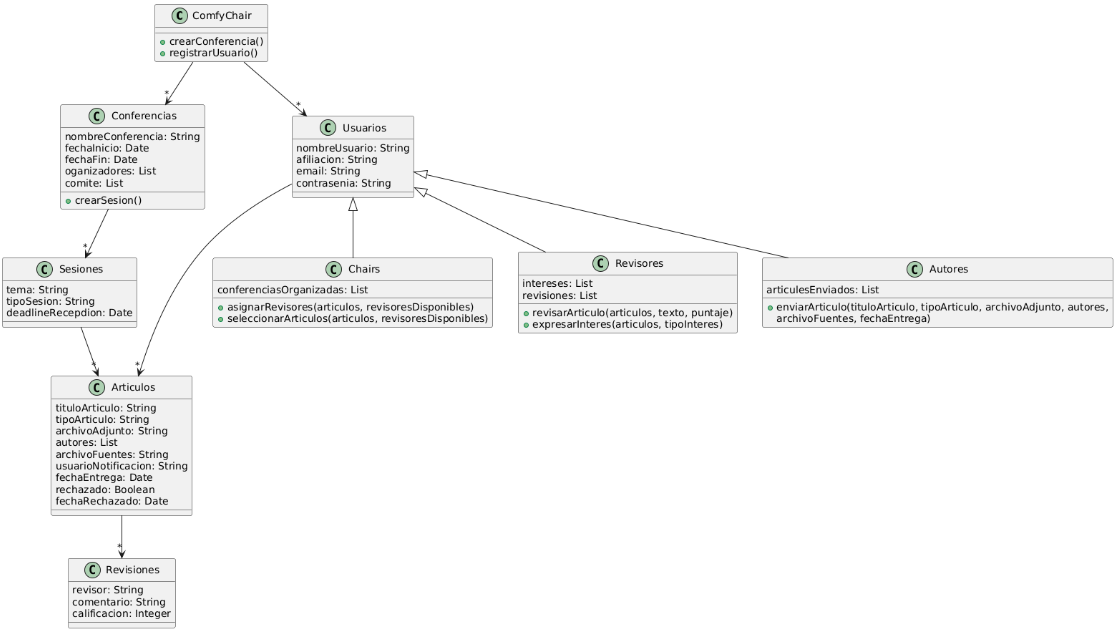 C ComfyChair
crearConferencia()
registrarUsuario()
*
*
C Conferencias
nombreConferencia: String
fechaInicio: Date
fechaFin: Date
oganizadores: List
comite: List
crearSesion()
C Usuarios
nombreUsuario: String
afiliacion: String
email: String
contrasenia: String
*
C Sesiones
tema: String
tipoSesion: String
deadlineRecepdion: Date
C Chairs
conferenciasOrganizadas: List
asignarRevisores(articulos, revisoresDisponibles)
seleccionarArticulos(articulos, revisoresDisponibles)
C Revisores
intereses: List
revisiones: List
revisarArticulo(articulos, texto, puntaje)
expresarInteres(articulos, tipoInteres)
C Autores
articulesEnviados: List
enviarArticulo(tituloArticulo, tipoArticulo, archivoAdjunto, autores,
archivoFuentes, fechaEntrega)
*
*
C Articulos
tituloArticulo: String
tipoArticulo: String
archivoAdjunto: String
autores: List
archivoFuentes: String
usuarioNotificacion: String
fechaEntrega: Date
rechazado: Boolean
fechaRechazado: Date
*
C Revisiones
revisor: String
comentario: String
calificacion: Integer